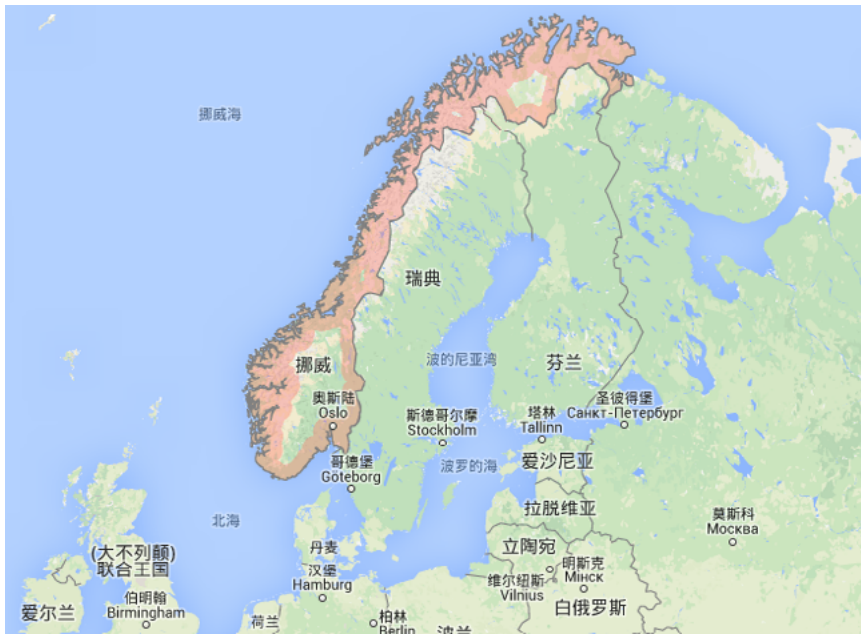 挪威海
瑞典
挪威
波的尼亚湾
芬兰
奥斯陆
Oslo
斯德哥尔摩
Stockholm
塔林
Tallinn
圣彼得堡
Санкт-Петербург
哥德堡
Göteborg
波罗的海
爱沙尼亚
拉脱维亚
北海
莫斯科
Москва
(大不列颠)
联合王国
丹麦
立陶宛
明斯克
Мінск
汉堡
Hamburg
维尔纽斯
Vilnius
爱尔兰
伯明翰
Birmingham
荷兰
柏林
Berlin
波兰
白俄罗斯